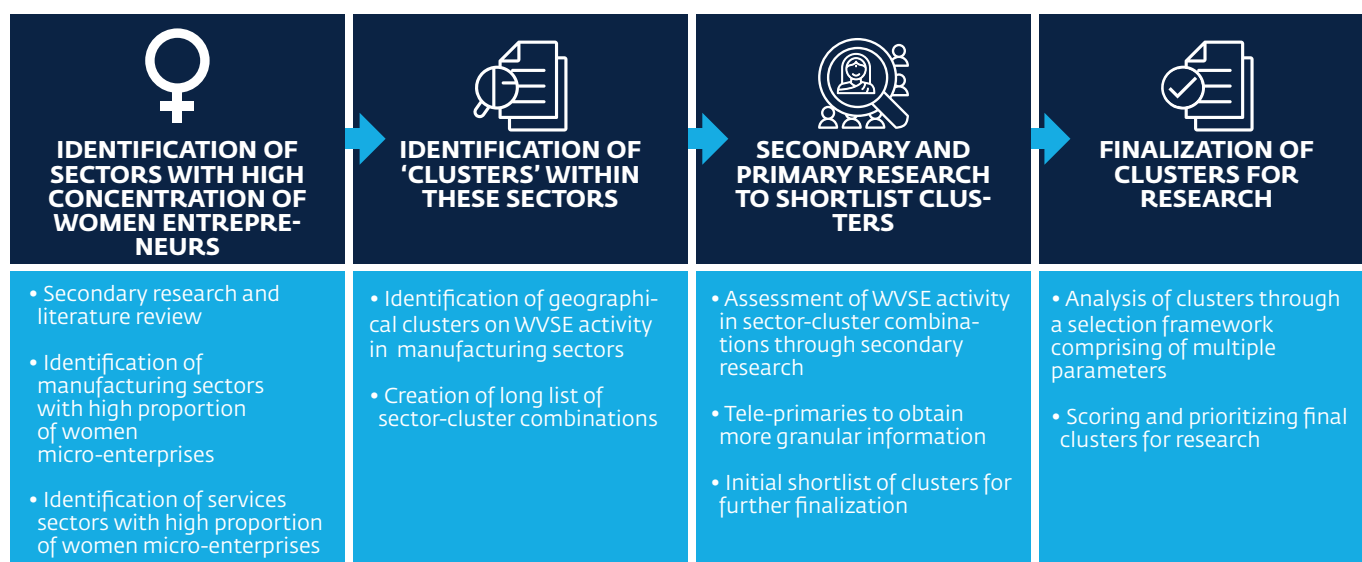 IDENTIFICATION OF
SECTORS WITH HIGH
CONCENTRATION OF
WOMEN ENTREPRE-
NEURS
• Secondary research and
literature review
• Identification of
manufacturing sectors
with high proportion
of women
micro-enterprises
• Identification of services
sectors with high proportion
of women micro-enterprises
IDENTIFICATION OF
‘CLUSTERS’ WITHIN
THESE SECTORS
• Identification of geographi-
cal clusters on WVSE activity
in manufacturing sectors
• Creation of long list of
sector-cluster combinations
SECONDARY AND
PRIMARY RESEARCH
TO SHORTLIST CLUS-
TERS
• Assessment of WVSE activity
in sector-cluster combina-
tions through secondary
research
• Tele-primaries to obtain
more granular information
• Initial shortlist of clusters for
further finalization
FINALIZATION OF
CLUSTERS FOR
RESEARCH
• Analysis of clusters through
a selection framework
comprising of multiple
parameters
• Scoring and prioritizing final
clusters for research